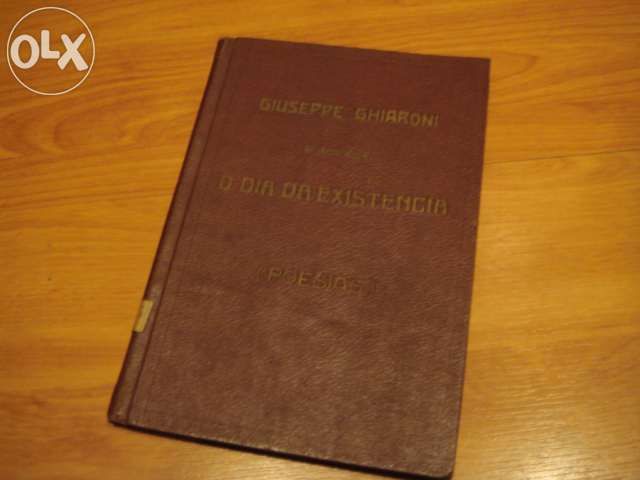 OLX
GIUSEPPE GHIARONI
O DIA DA EXISTENCIA
(POESIAS)